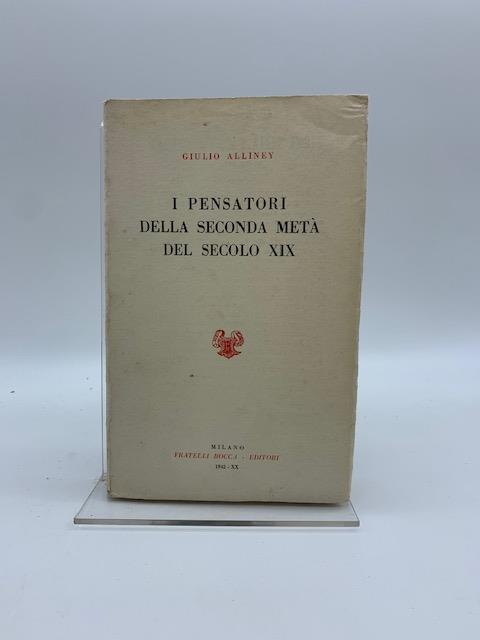 GIULIO ALLINEY
I PENSATORI
DELLA SECONDA METÀ
DEL SECOLO XIX
MILANO
FRATELLI BOCCA - EDITORI
1942 - XX